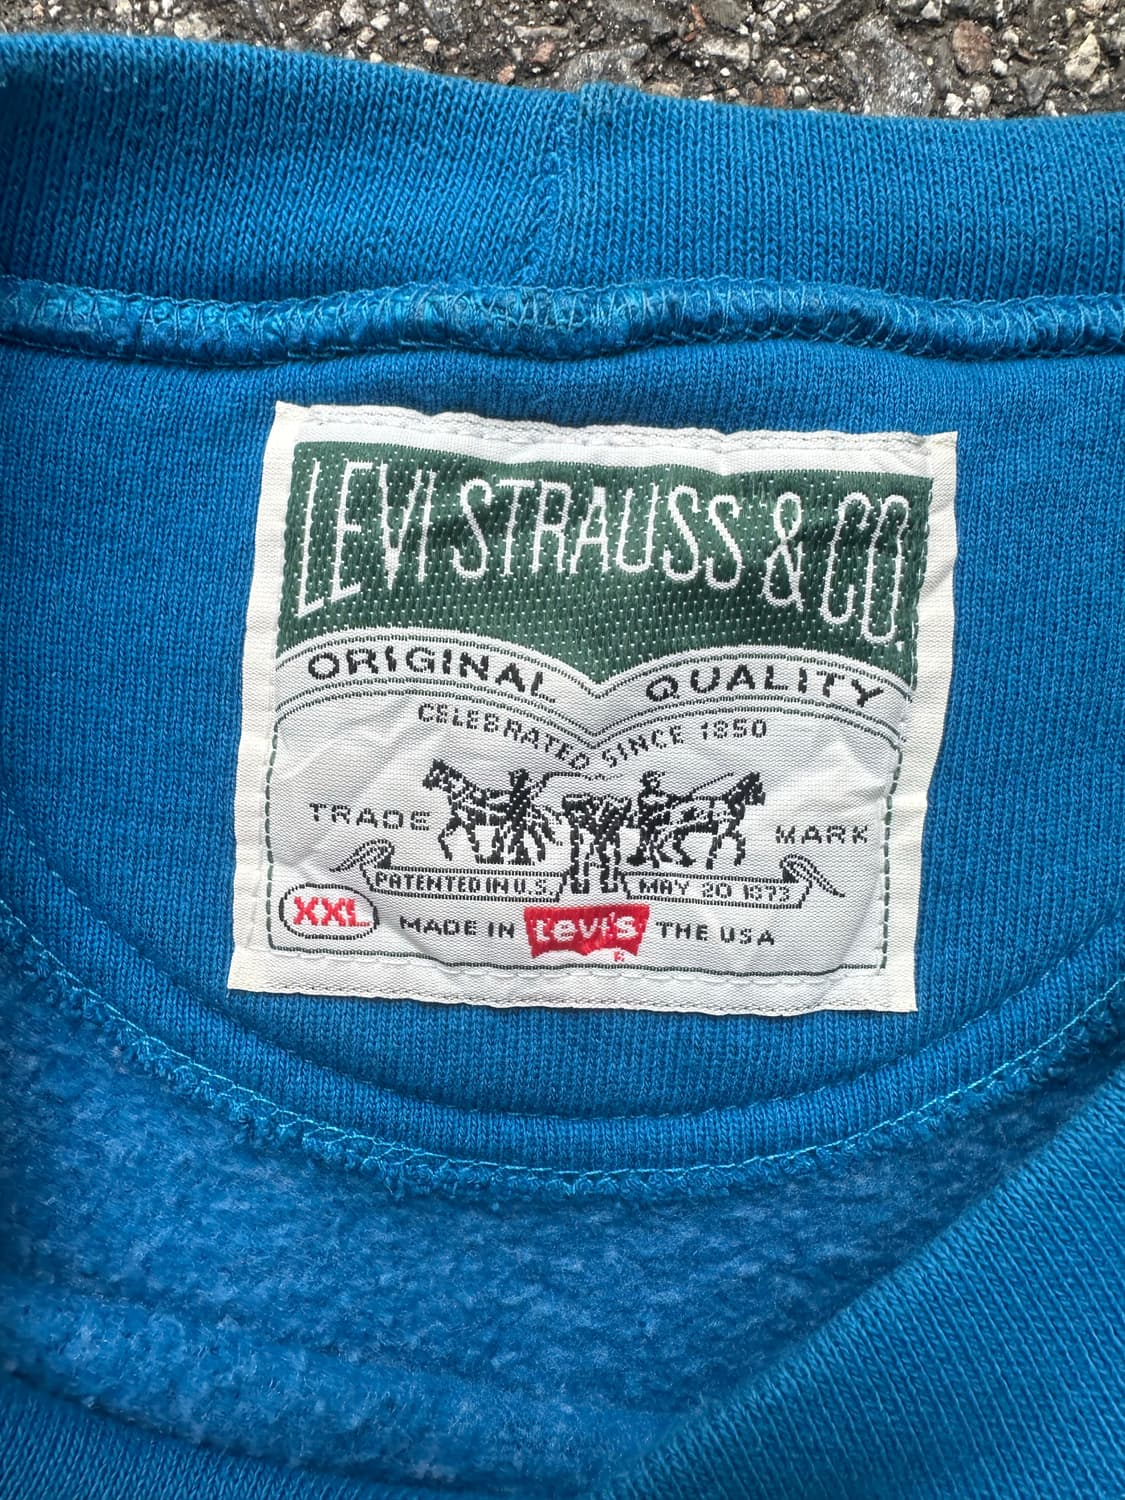 LEVI STRAUSS & CO.
ORIGINAL QUALITY
CELEBRATED SINCE 1850
TRADE MARK
PATENTED IN U.S. MAY 20 1873
XXL MADE IN Levi's THE USA
R